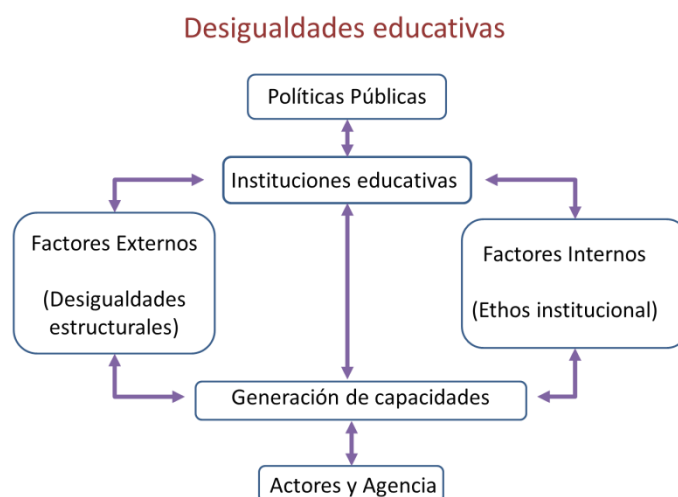 Desigualdades educativas
Políticas Públicas
Instituciones educativas
Factores Externos
(Desigualdades
estructurales)
Factores Internos
(Ethos institucional)
Generación de capacidades
Actores y Agencia